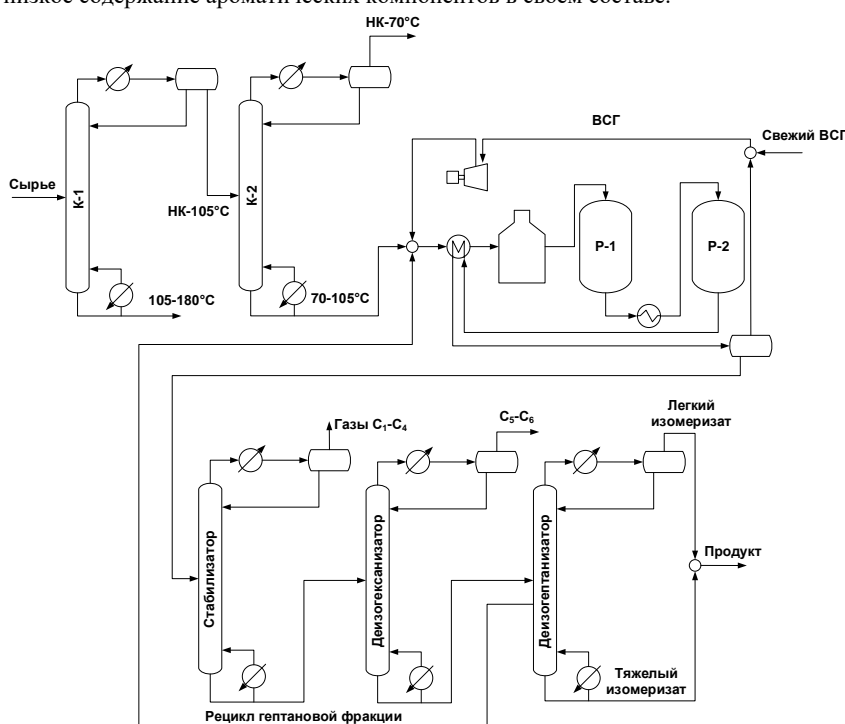 низкое содержание ароматических компонентов в своем составе.
НК-70°С
ВСГ
Свежий ВСГ
Сырье
К-1
НК-105°С
К-2
Р-1
Р-2
105-180°С
70-105°С
Газы С₁-С₄
С₅-С₆
Легкий
изомеризат
Продукт
Стабилизатор
Деизогексанизатор
Деизогептанизатор
Тяжелый
изомеризат
Рецикл гептановой фракции